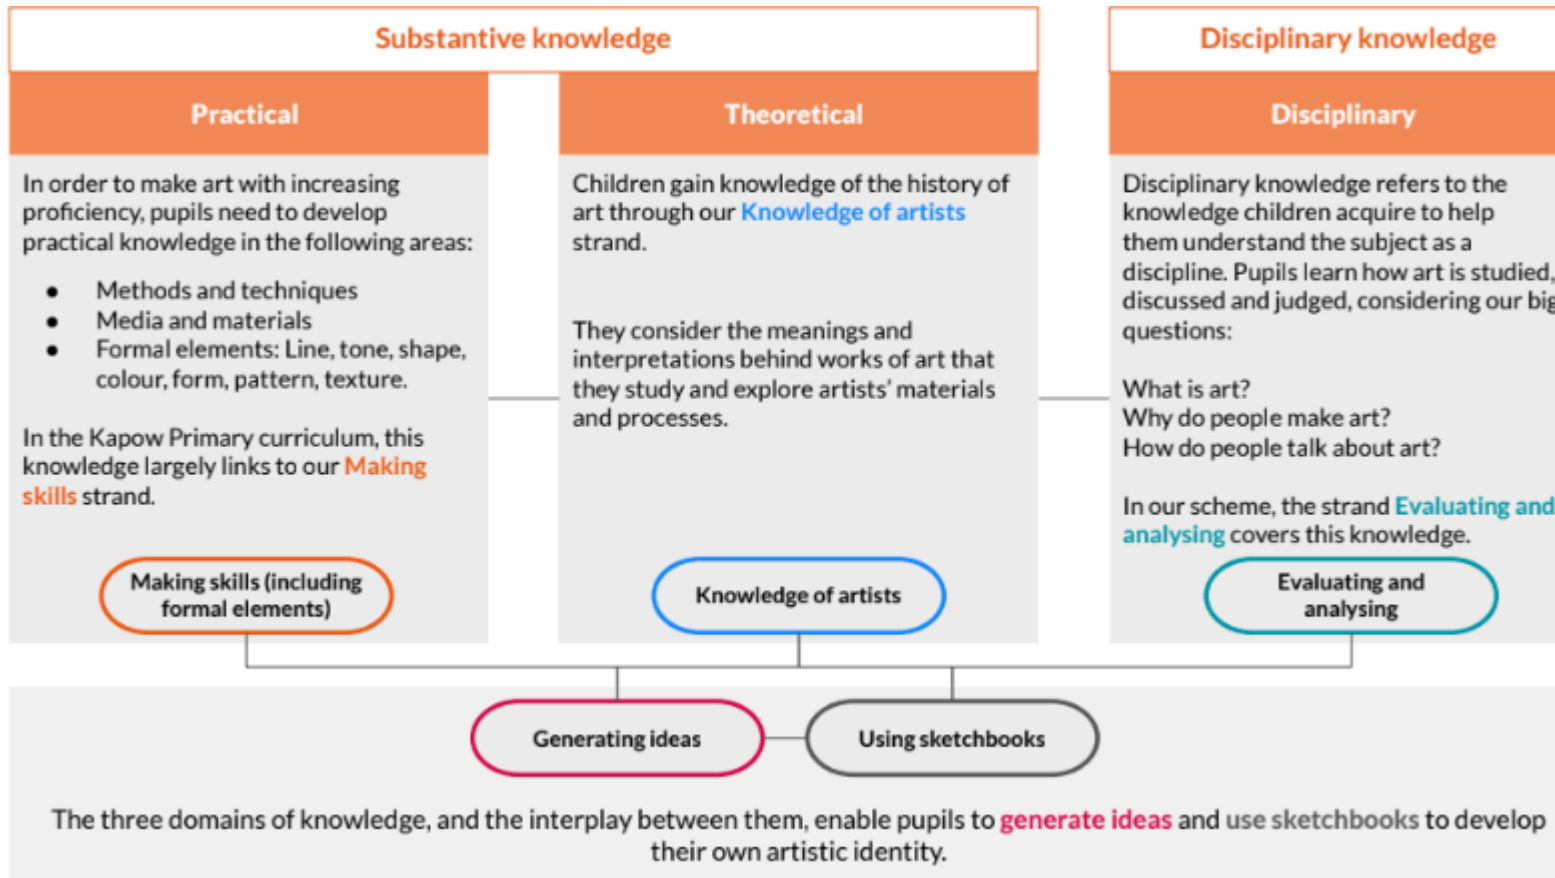 Substantive knowledge
Practical
In order to make art with increasing
proficiency, pupils need to develop
practical knowledge in the following areas:
● Methods and techniques
● Media and materials
● Formal elements: Line, tone, shape,
colour, form, pattern, texture.
In the Kapow Primary curriculum, this
knowledge largely links to our Making
skills strand.
Making skills (including
formal elements)
Theoretical
Children gain knowledge of the history of
art through our Knowledge of artists
strand.
They consider the meanings and
interpretations behind works of art that
they study and explore artists’ materials
and processes.
Knowledge of artists
Disciplinary knowledge
Disciplinary
Disciplinary knowledge refers to the
knowledge children acquire to help
them understand the subject as a
discipline. Pupils learn how art is studied,
discussed and judged, considering our big
questions:
What is art?
Why do people make art?
How do people talk about art?
In our scheme, the strand Evaluating and
analysing covers this knowledge.
Evaluating and
analysing
Generating ideas
Using sketchbooks
The three domains of knowledge, and the interplay between them, enable pupils to generate ideas and use sketchbooks to develop
their own artistic identity.